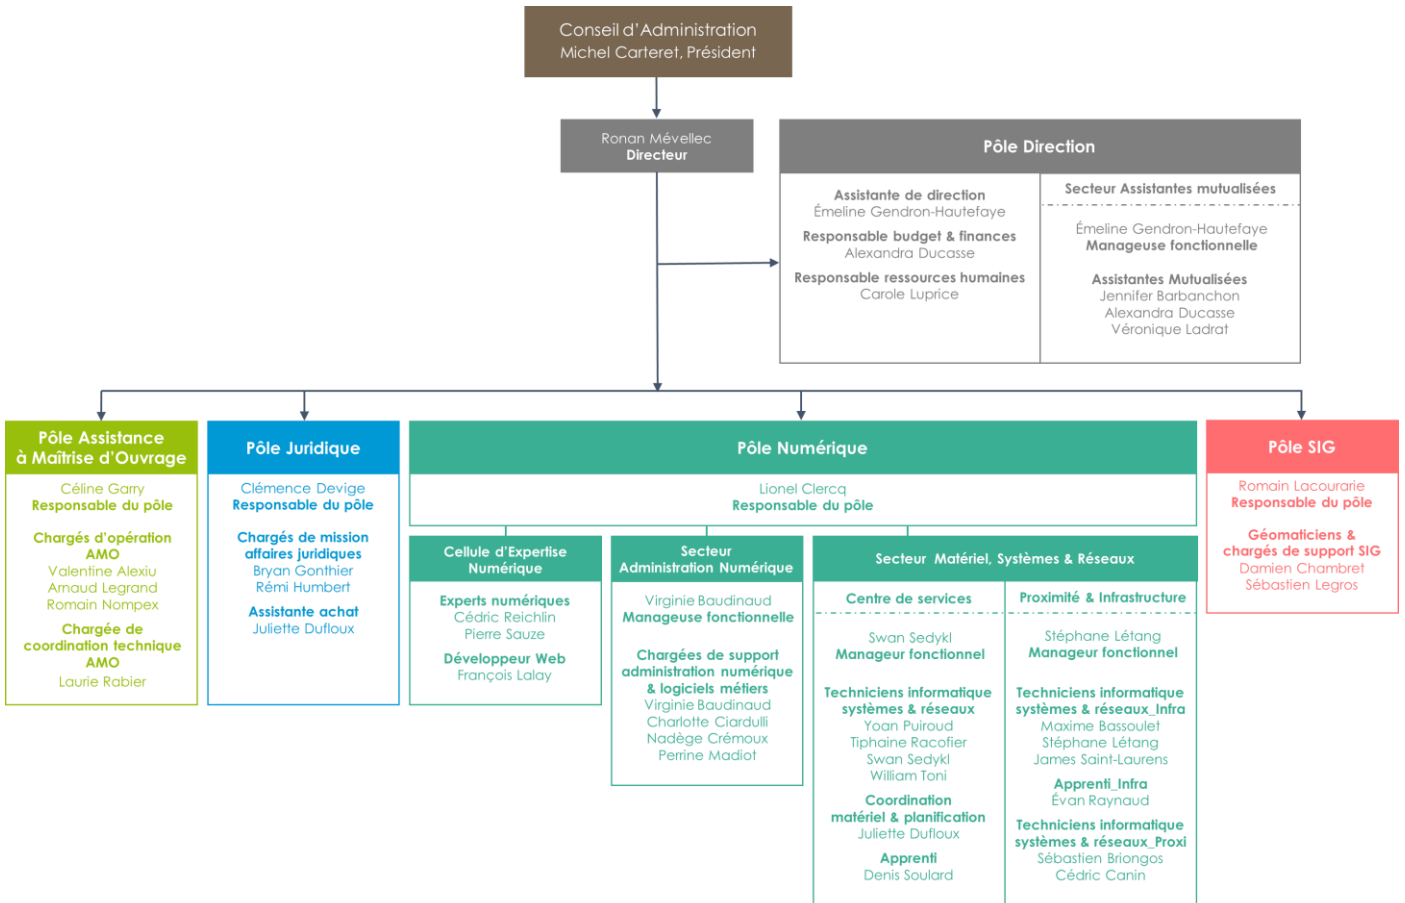 Conseil d'Administration
Michel Carteret, Président
Ronan Mévellec
Directeur
Pôle Direction
Assistante de direction
Émeline Gendron-Hautefaye
Responsable budget & finances
Alexandra Ducasse
Responsable ressources humaines
Carole Luprice
Secteur Assistantes mutualisées
Émeline Gendron-Hautefaye
Manageuse fonctionnelle
Assistantes Mutualisées
Jennifer Barbanchon
Alexandra Ducasse
Véronique Ladrat
Pôle Assistance
à Maîtrise d'Ouvrage
Céline Garry
Responsable du pôle
Chargés d'opération
AMO
Valentine Alexiu
Arnaud Legrand
Romain Nompex
Chargée de
coordination technique
AMO
Laurie Rabier
Pôle Juridique
Clémence Devige
Responsable du pôle
Chargés de mission
affaires juridiques
Bryan Gonthier
Rémi Humbert
Assistante achat
Juliette Dufloux
Pôle Numérique
Lionel Clercq
Responsable du pôle
Cellule d'Expertise
Numérique
Experts numériques
Cédric Reichlin
Pierre Sauze
Développeur Web
François Lalay
Secteur
Administration Numérique
Virginie Baudinaud
Manageuse fonctionnelle
Chargées de support
administration numérique
& logiciels métiers
Virginie Baudinaud
Charlotte Ciardulli
Nadège Crémoux
Perrine Madiot
Secteur Matériel, Systèmes & Réseaux
Centre de services
Swan Sedykl
Manageur fonctionnel
Techniciens informatique
systèmes & réseaux
Yoan Puiroud
Tiphaine Racofier
Swan Sedykl
William Toni
Coordination
matériel & planification
Juliette Dufloux
Apprenti
Denis Soulard
Proximité & Infrastructure
Stéphane Létang
Manageur fonctionnel
Techniciens informatique
systèmes & réseaux_Infra
Maxime Bassoulet
Stéphane Létang
James Saint-Laurens
Apprenti_Infra
Évan Raynaud
Techniciens informatique
systèmes & réseaux_Proxi
Sébastien Briongos
Cédric Canin
Pôle SIG
Romain Lacourarie
Responsable du pôle
Géomaticiens &
chargés de support SIG
Damien Chambret
Sébastien Legros